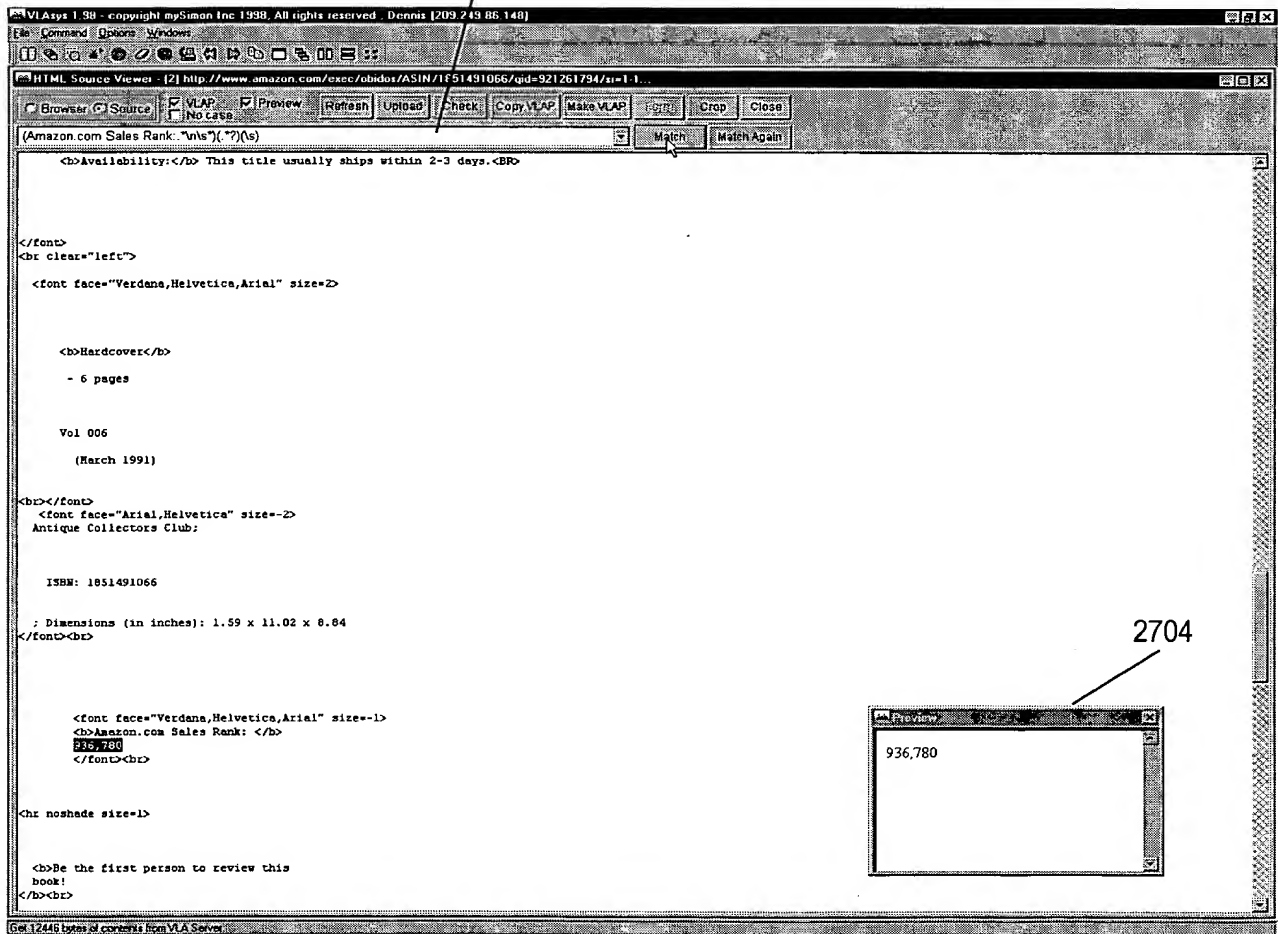 VLAsys 1.98 - copyright mySimon Inc 1998, All rights reserved . Dennis [209.249.86.148]
File Command Options Windows
HTML Source Viewer - [2] http://www.amazon.com/exec/obidos/ASIN/1851491066/qid=921261794/sr=1-1...
Browser Source VLAP Preview Refresh Upload Check Copy VLAP Make VLAP Form Crop Close
No case
(Amazon.com Sales Rank:.*\n\s*)(.*?)(\s) Match Match Again
<b>Availability:</b> This title usually ships within 2-3 days.<BR>
</font>
<br clear="left">
<font face="Verdana,Helvetica,Arial" size=2>
<b>Hardcover</b>
- 6 pages
Vol 006
(March 1991)
<br></font>
<font face="Arial,Helvetica" size=-2>
Antique Collectors Club;
ISBN: 1851491066
; Dimensions (in inches): 1.59 x 11.02 x 8.84
</font><br>
2704
<font face="Verdana,Helvetica,Arial" size=-1>
<b>Amazon.com Sales Rank: </b>
936,780
</font><br>
Preview
936,780
<hr noshade size=1>
<b>Be the first person to review this
book!
</b><br>
Get 12446 bytes of contents from VLA Server.